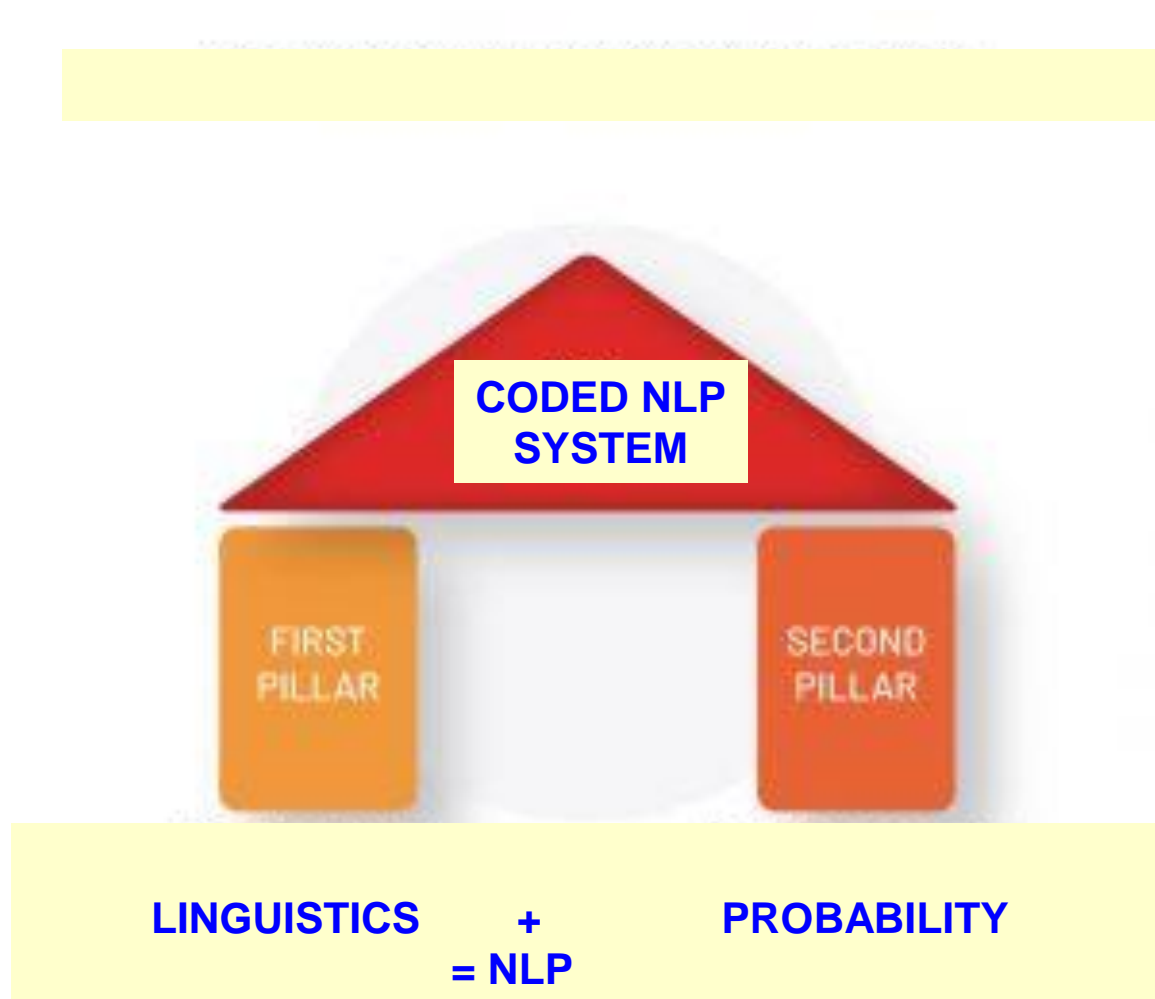 CODED NLP
SYSTEM
FIRST
PILLAR
SECOND
PILLAR
LINGUISTICS + PROBABILITY
= NLP